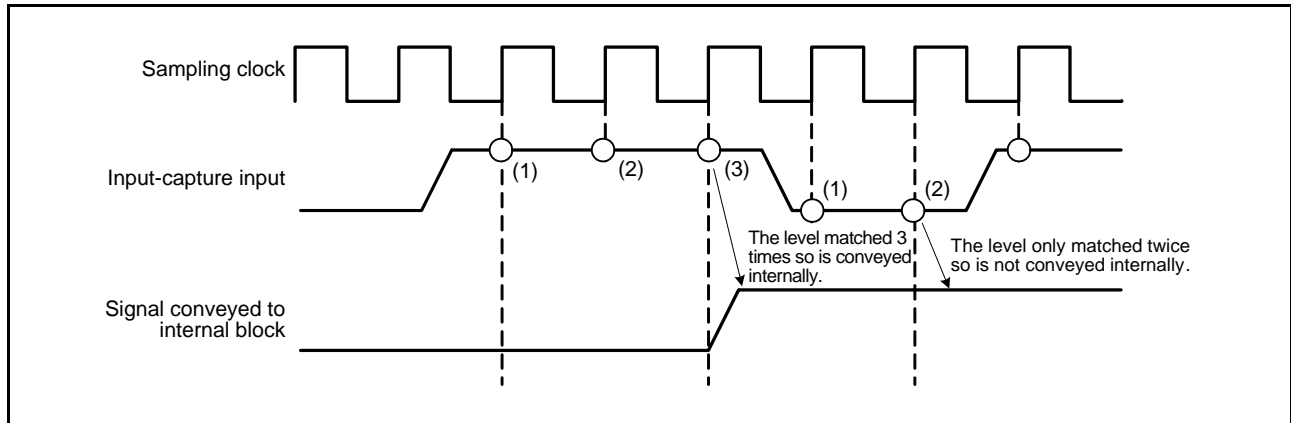 Sampling clock
Input-capture input
(1)
(2)
(3)
(1)
(2)
The level matched 3
times so is conveyed
internally.
The level only matched twice
so is not conveyed internally.
Signal conveyed to
internal block